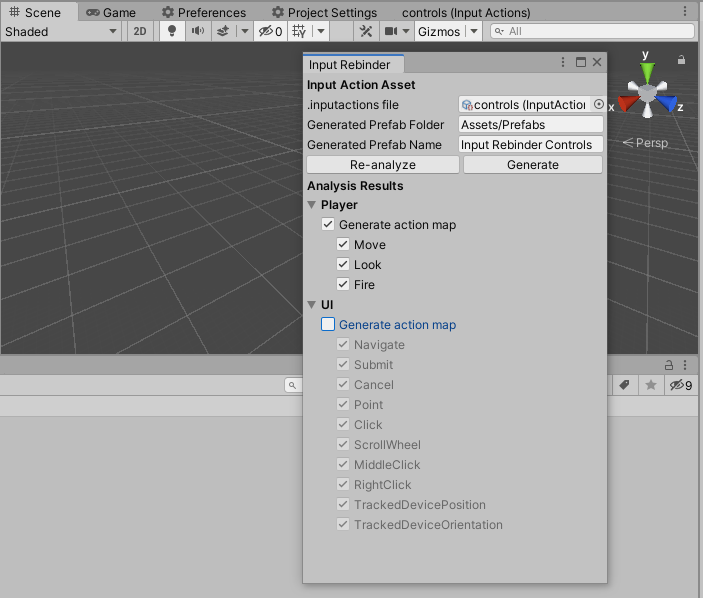 Scene Game Preferences Project Settings controls (Input Actions)
Shaded 2D 0 Gizmos All
Input Rebinder
Input Action Asset
.inputactions file controls (InputAction
Generated Prefab Folder Assets/Prefabs
Generated Prefab Name Input Rebinder Controls
Re-analyze Generate
Analysis Results
Player
Generate action map
Move
Look
Fire
UI
Generate action map
Navigate
Submit
Cancel
Point
Click
ScrollWheel
MiddleClick
RightClick
TrackedDevicePosition
TrackedDeviceOrientation
y
x z
Persp
9